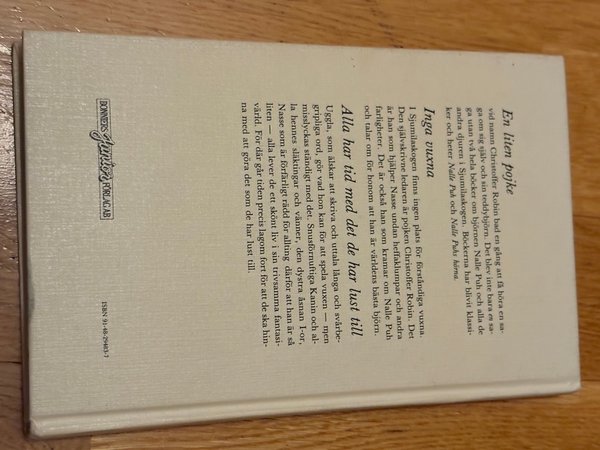 En liten pojke
vid namn Christoffer Robin bad en gång att få höra en sa-
ga om sig själv och sin teddybjörn. Det blev inte bara en sa-
ga utan två hela böcker om björnen Nalle Puh och alla de
andra djuren i Sjumilaskogen. Böckerna har blivit klassi-
ker och heter Nalle Puh och Nalle Puhs hörna.
Inga vuxna
I Sjumilaskogen finns ingen plats för förståndiga vuxna.
Den självskrivne ledaren är pojken Christoffer Robin. Det
är han som hjälper Nasse undan heffaklumpar och andra
farligheter. Det är också han som kramar om Nalle Puh
och talar om för honom att han är världens bästa björn.
Alla har tid med det de har lust till
Uggla, som älskar att skriva och uttala långa och svårbe-
gripliga ord, gör vad hon kan för att spela vuxen — men
misslyckas ständigt med det. Snusförnuftiga Kanin och al-
la hennes släktingar och vänner, den dystra åsnan I-or,
Nasse som är förfärligt rädd för allting därför att han är så
liten — alla lever de ett skönt liv i sin trivsamma fantasi-
värld. För där går tiden precis lagom fort för att de ska hin-
na med att göra det som de har lust till.
BONNIERS
Junior
FÖRLAG AB
ISBN 91-48-29483-7